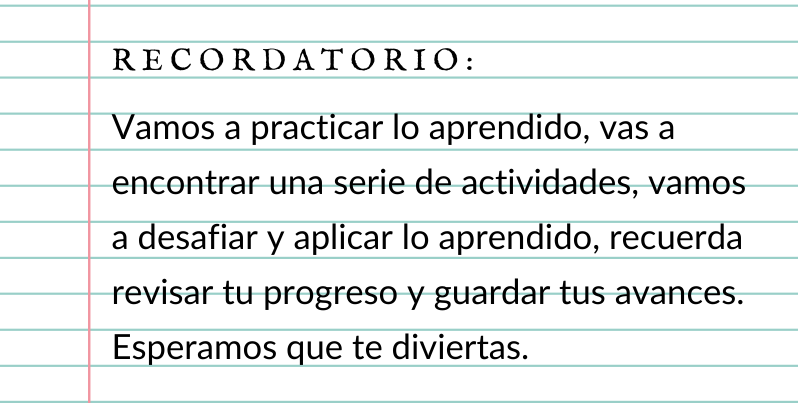 RECORDATORIO:
Vamos a practicar lo aprendido, vas a
encontrar una serie de actividades, vamos
a desafiar y aplicar lo aprendido, recuerda
revisar tu progreso y guardar tus avances.
Esperamos que te diviertas.